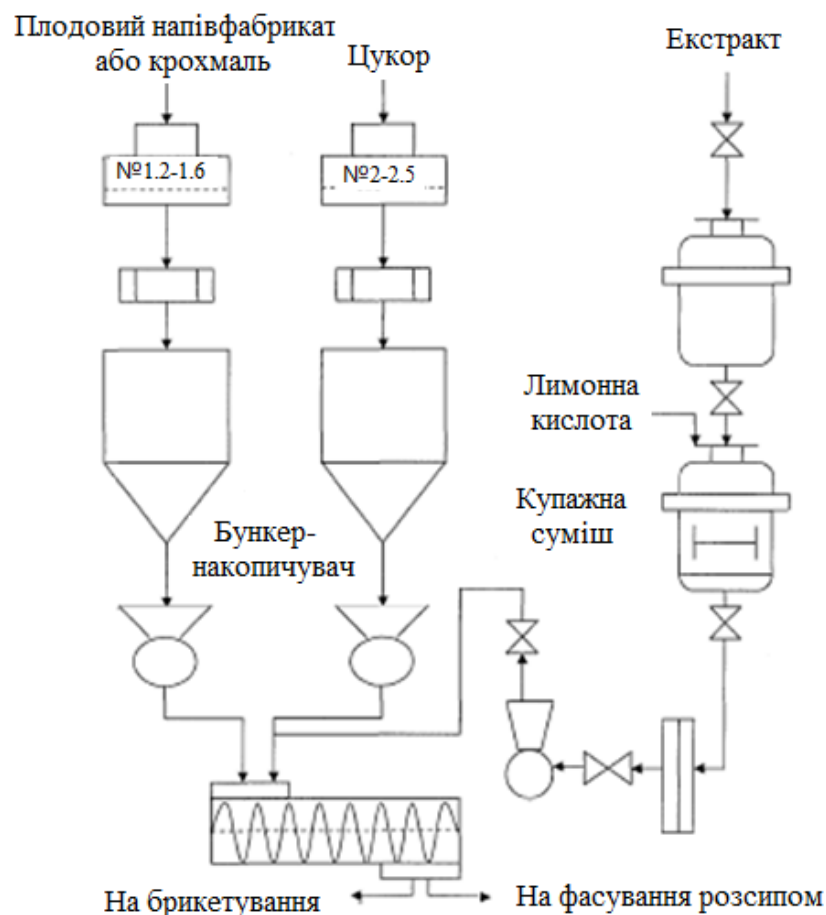 Плодовий напівфабрикат
або крохмаль
Цукор
Екстракт
№1.2-1.6
№2-2.5
Лимонна
кислота
Купажна
суміш
Бункер-
накопичувач
На брикетування
На фасування розсипом